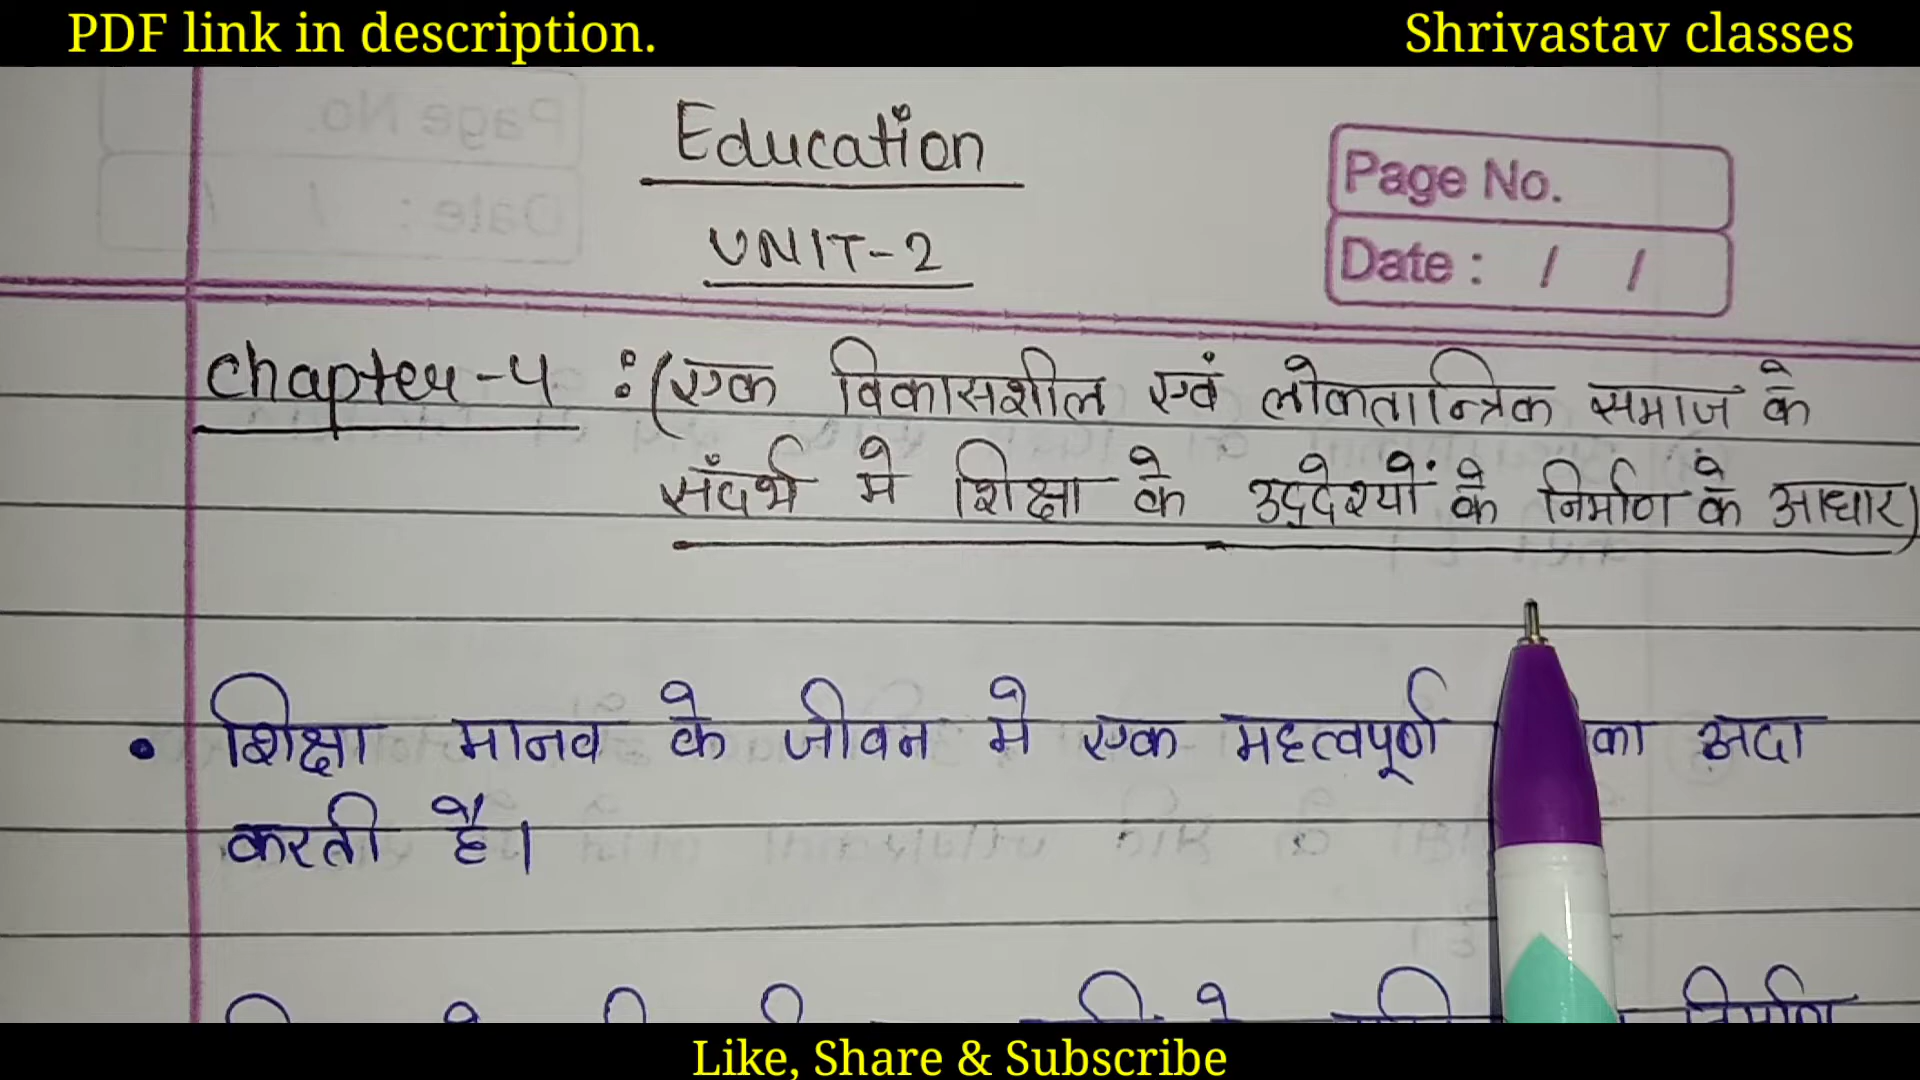 PDF link in description.
Shrivastav classes
Education
Page No.
UNIT-2
Date : / /
Chapter-4 : (एक विकासशील एवं लोकतान्त्रिक समाज के
संदर्भ मे शिक्षा के उद्देश्यों के निर्माण के आधार)
• शिक्षा मानव के जीवन मे एक महत्वपूर्ण का अदा
करती है।
निर्माण
Like, Share & Subscribe